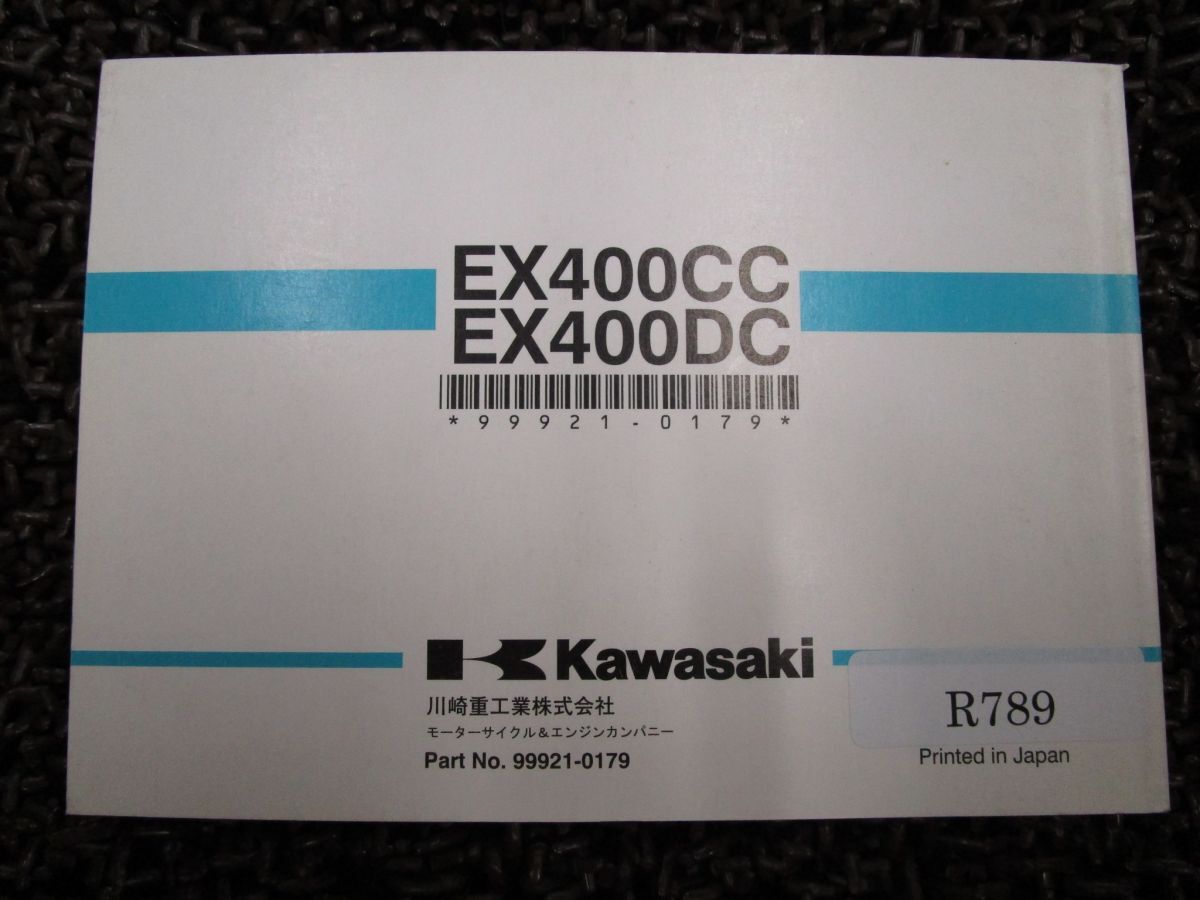 EX400CC
EX400DC
*99921-0179*
Kawasaki
川崎重工業株式会社
モーターサイクル&エンジンカンパニー
Part No. 99921-0179
R789
Printed in Japan